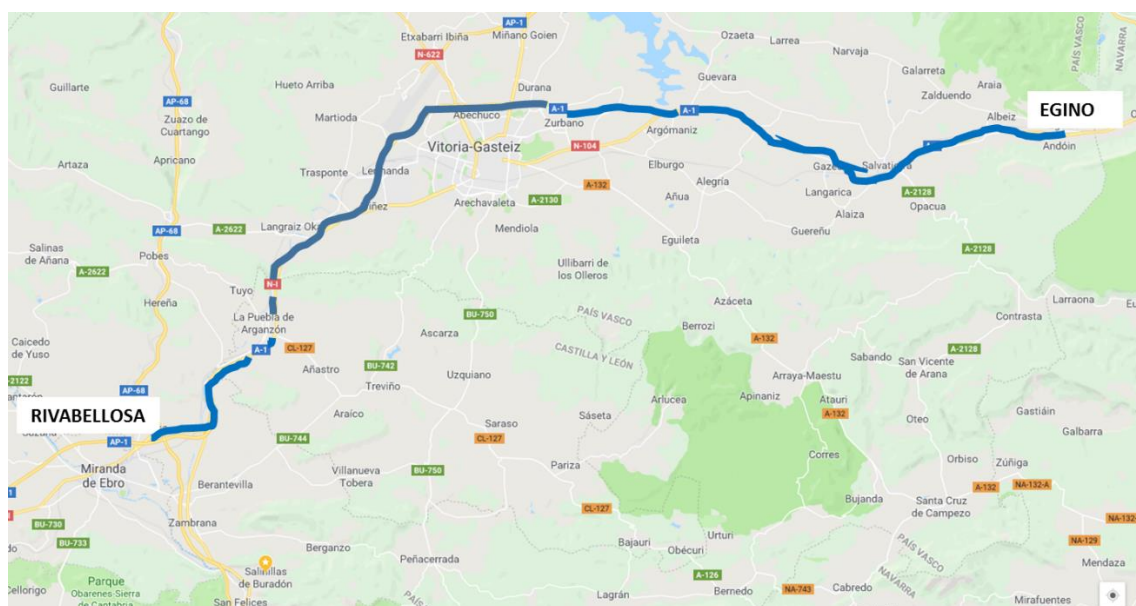 AP-1
Etxabarri Ibiña
Miñano Goien
N-622
Ozaeta
Larrea
Narvaja
PAÍS VASCO
NAVARRA
Guillarte
Hueto Arriba
Durana
Guevara
Galarreta
Araia
AP-68
Zuazo de
Cuartango
Martioda
Abechuco
A-1
Zurbano
A-1
Zalduendo
Albeiz
EGINO
Argómaniz
Andóin
Apricano
Vitoria-Gasteiz
N-104
Artaza
Trasponte
Elburgo
Salvatierra
A-132
Alegría
Langarica
A-2128
Añua
Arechavaleta
A-2130
Alaiza
Opacua
Langraiz
Mendiola
Guereñu
AP-68
A-2622
Eguileta
Salinas
de Añana
Pobes
A-2128
A-2622
Ullibarri de
los Olleros
N-I
Tuyo
Hereña
Azáceta
Larraona
La Puebla de
Arganzón
BU-750
PAÍS VASCO
Contrasta
Ascarza
Berrozi
Caicedo
de Yuso
A-1
CL-127
CASTILLA Y LEÓN
A-132
A-2128
BU-742
Sabando
San Vicente
de Arana
Añastro
Treviño
Uzquiano
Arraya-Maestu
AP-68
Arlucea
Apinaniz
Atauri
RIVABELLOSA
Araico
Saraso
Sáseta
A-132
Oteo
Gastiáin
AP-1
BU-744
CL-127
Galbarra
Miranda
de Ebro
Villanueva
Tobera
BU-750
Pariza
Corres
Orbiso
Zúñiga
Berantevilla
A-132
NA-132-A
Bujanda
Santa Cruz
de Campezo
BU-730
Zambrana
CL-127
NA-132
BU-733
Berganzo
Bajauri
Urturi
Obécuri
PAÍS VASCO
NA-129
Peñacerrada
Mendaza
Cellorigo
Parque
Obarenes-Sierra
de Cantabria
Salinillas
de Buradón
A-126
NAVARRA
San Felices
Lagrán
Bernedo
NA-743
Cabredo
Mirafuentes